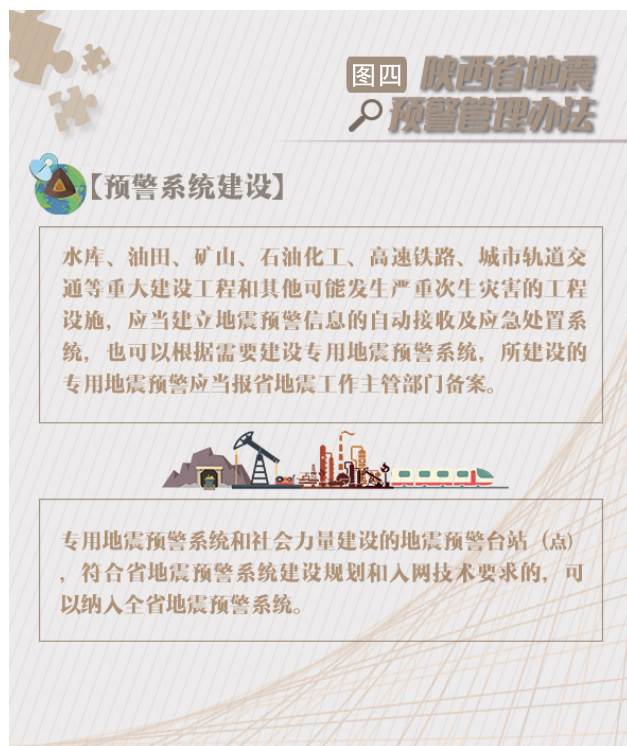 图四 陕西省地震
预警管理办法
【预警系统建设】
水库、油田、矿山、石油化工、高速铁路、城市轨道交
通等重大建设工程和其他可能发生严重次生灾害的工程
设施，应当建立地震预警信息的自动接收及应急处置系
统，也可以根据需要建设专用地震预警系统，所建设的
专用地震预警应当报省地震工作主管部门备案。
专用地震预警系统和社会力量建设的地震预警台站（点）
，符合省地震预警系统建设规划和入网技术要求的，可
以纳入全省地震预警系统。